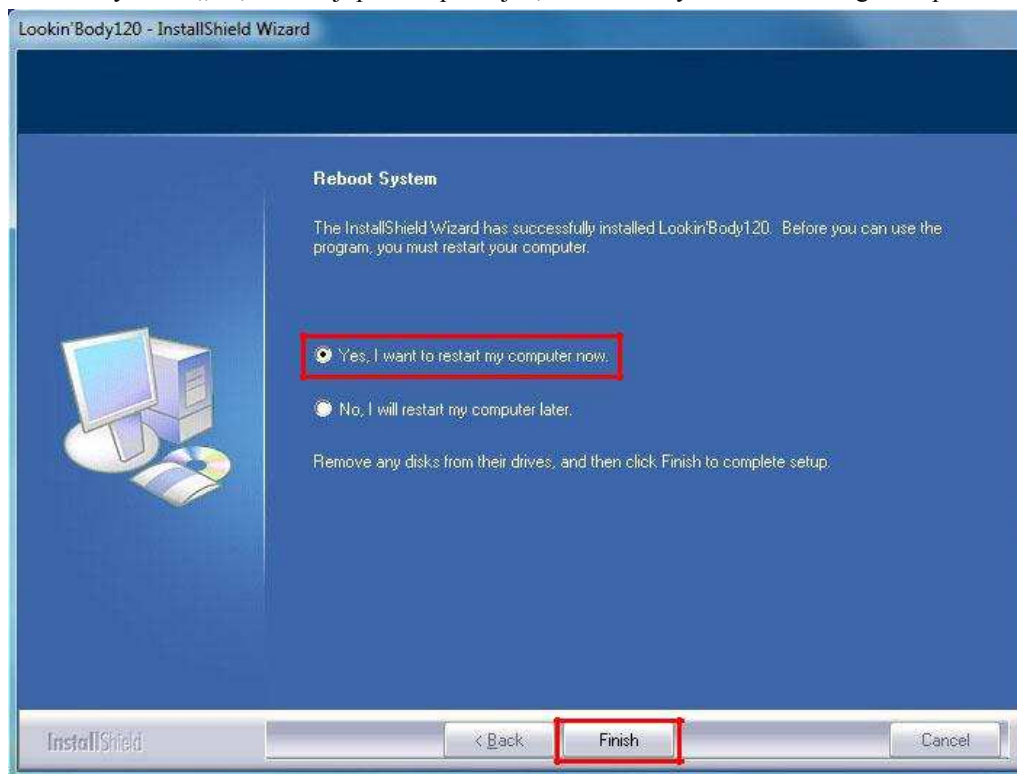 Lookin'Body120 - InstallShield Wizard
Reboot System
The InstallShield Wizard has successfully installed Lookin'Body120. Before you can use the
program, you must restart your computer.
Yes, I want to restart my computer now.
No, I will restart my computer later.
Remove any disks from their drives, and then click Finish to complete setup.
InstallShield
< Back
Finish
Cancel